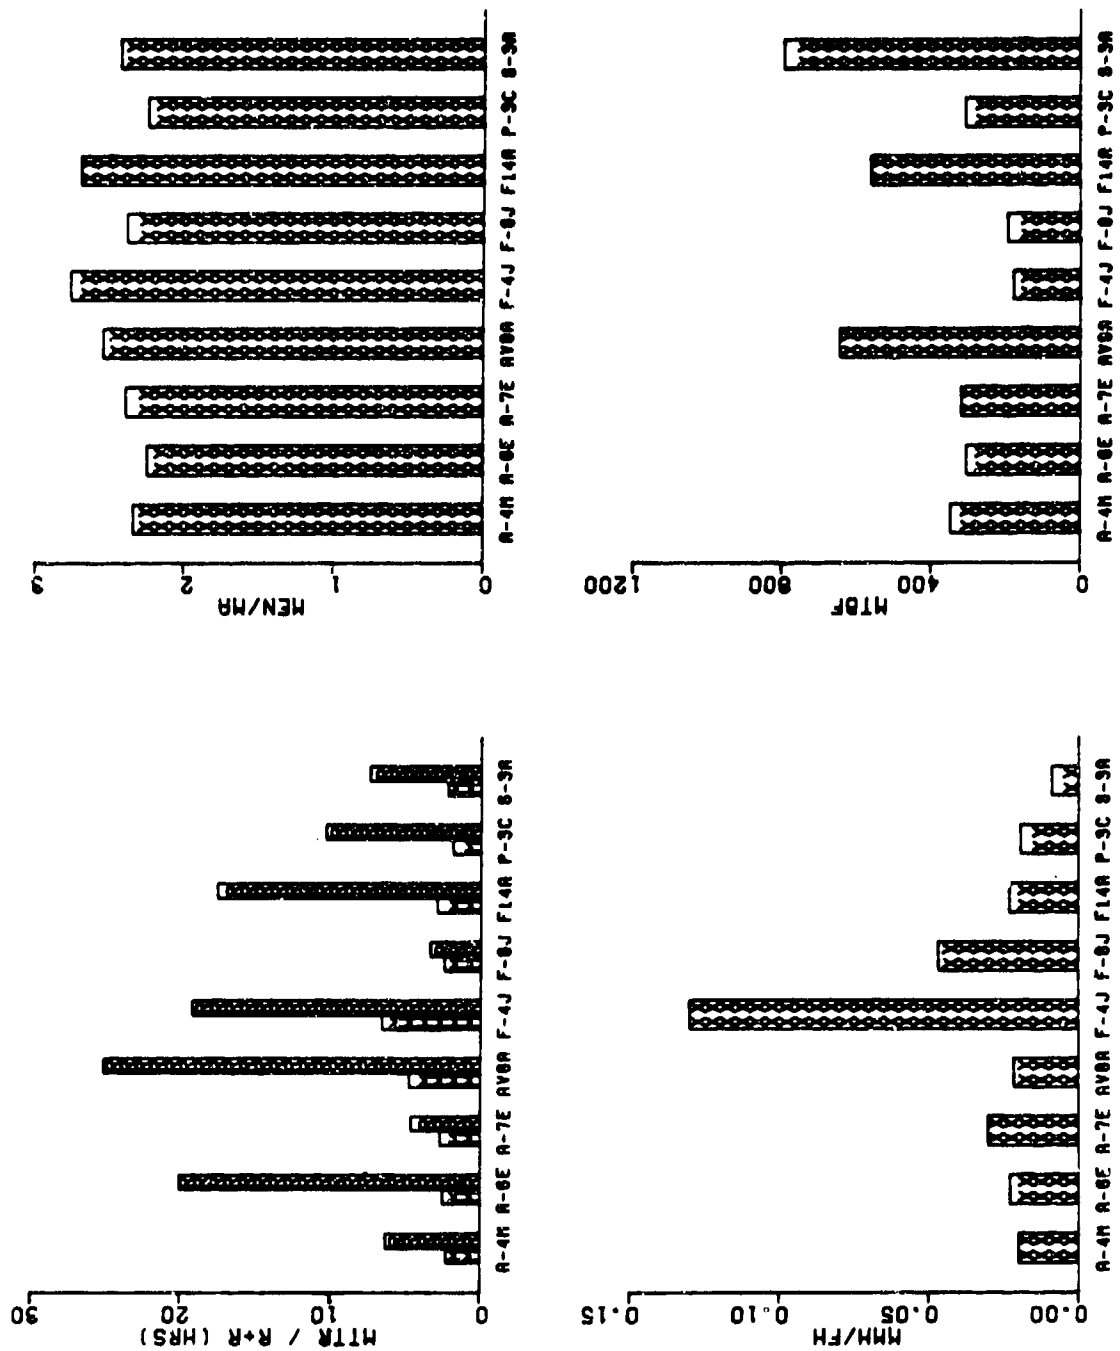 3
2
1
0
MEN/MA
A-4M A-6E A-7E AV8A F-4J F-8J F14A P-3C S-3A
1200
800
400
0
MTBF
A-4M A-6E A-7E AV8A F-4J F-8J F14A P-3C S-3A
30
20
10
0
MTTR / R+R (HRS)
A-4M A-6E A-7E AV8A F-4J F-8J F14A P-3C S-3A
0.15
0.10
0.05
0.00
MMH/FH
A-4M A-6E A-7E AV8A F-4J F-8J F14A P-3C S-3A